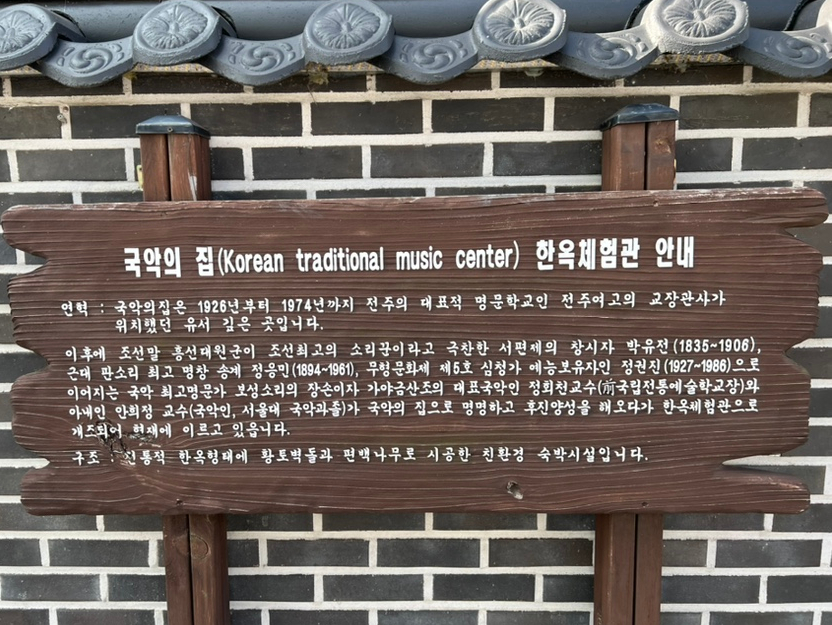 국악의 집(Korean traditional music center) 한옥체험관 안내
연혁 : 국악의집은 1926년부터 1974년까지 전주의 대표적 명문학교인 전주여고의 교장관사가
위치했던 유서 깊은 곳입니다.
이후에 조선말 흥선대원군이 조선최고의 소리꾼이라고 극찬한 서편제의 창시자 박유전(1835~1906),
근대 판소리 최고 명창 송계 정응민(1894~1961), 무형문화제 제5호 심청가 예능보유자인 정권진(1927~1986)으로
이어지는 국악 최고명문가 보성소리의 장손이자 가야금산조의 대표국악인 정회천교수(前국립전통예술학교장)와
아내인 안희정 교수(국악인, 서울대 국악과졸)가 국악의 집으로 명명하고 후진양성을 해오다가 한옥체험관으로
개조되어 현재에 이르고 있읍니다.
구조 : 전통적 한옥형태에 황토벽돌과 편백나무로 시공한 친환경 숙박시설입니다.